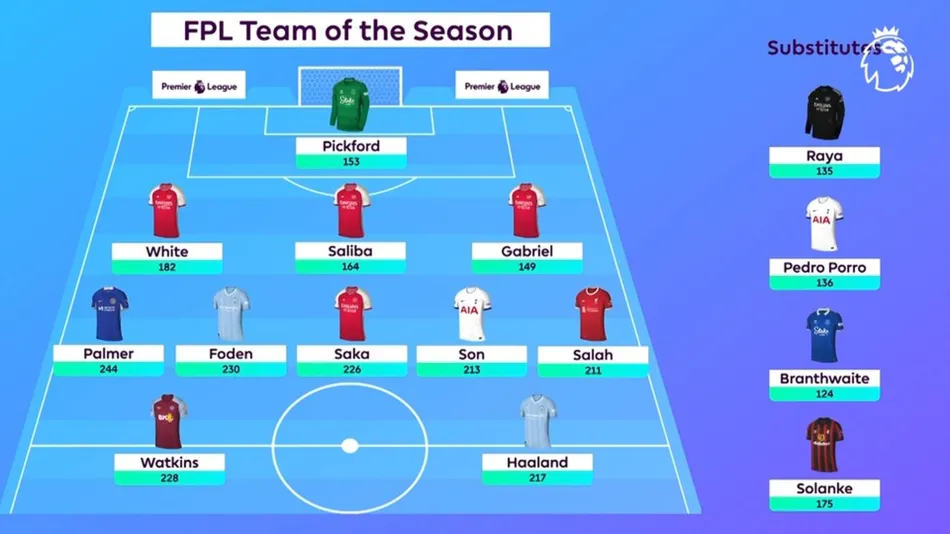 FPL Team of the Season
Substitutes
Premier League
Premier League
Pickford
153
White
182
Saliba
164
Gabriel
149
Palmer
244
Foden
230
Saka
226
AIA
Son
213
Salah
211
Watkins
228
Haaland
217
Raya
135
AIA
Pedro Porro
136
Branthwaite
124
Solanke
175